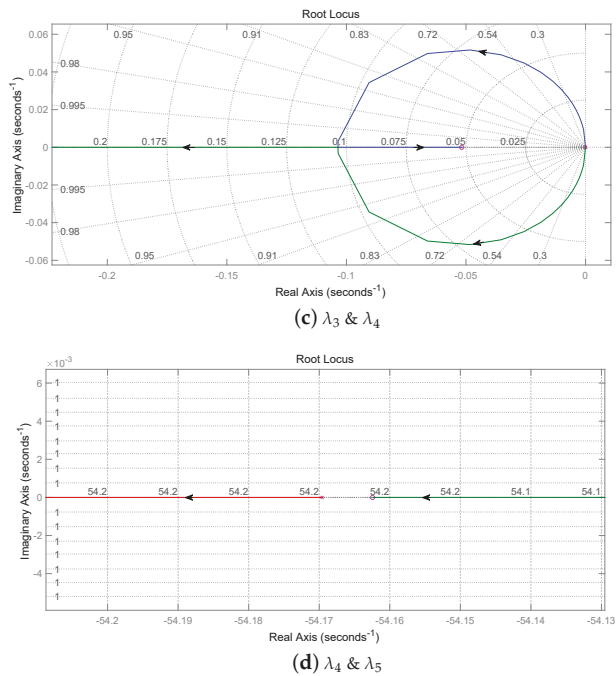 Root Locus
0.06
0.04
0.02
0
-0.02
-0.04
-0.06
Imaginary Axis (seconds⁻¹)
0.95 0.91 0.83 0.72 0.54 0.3
0.98
0.995
0.2 0.175 0.15 0.125 0.1 0.075 0.05 0.025
0.995
0.98
0.95 0.91 0.83 0.72 0.54 0.3
-0.2 -0.15 -0.1 -0.05 0
Real Axis (seconds⁻¹)
(c) λ₃ & λ₄
Root Locus
×10⁻³
6
4
2
0
-2
-4
Imaginary Axis (seconds⁻¹)
1
1
1
1
1
1
54.2 54.2 54.2 54.2 54.2 54.2 54.1 54.1
1
1
1
1
1
1
-54.2 -54.19 -54.18 -54.17 -54.16 -54.15 -54.14 -54.13
Real Axis (seconds⁻¹)
(d) λ₄ & λ₅